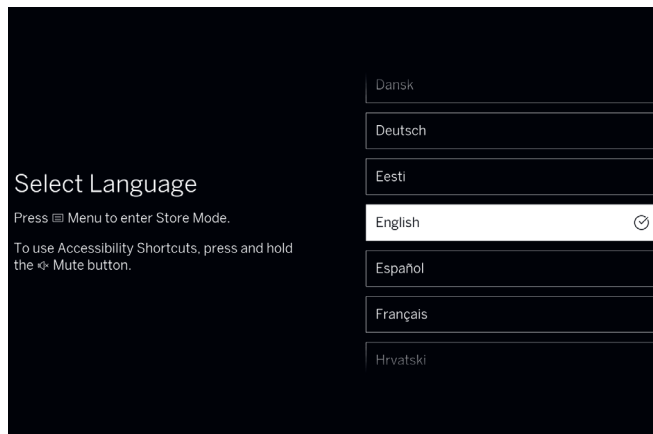 Select Language
Press Menu to enter Store Mode.
To use Accessibility Shortcuts, press and hold
the Mute button.
Dansk
Deutsch
Eesti
English
Español
Français
Hrvatski